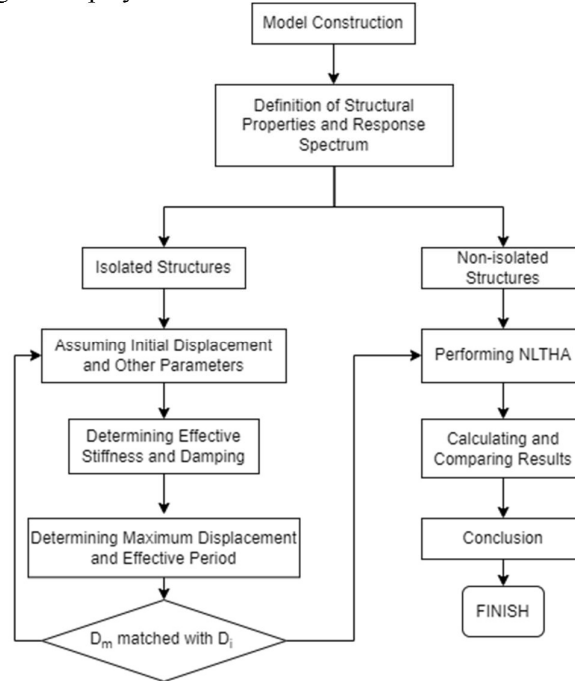 Model Construction
Definition of Structural
Properties and Response
Spectrum
Isolated Structures
Non-isolated
Structures
Assuming Initial Displacement
and Other Parameters
Performing NLTHA
Determining Effective
Stiffness and Damping
Calculating and
Comparing Results
Determining Maximum Displacement
and Effective Period
Conclusion
Dm matched with Di
FINISH